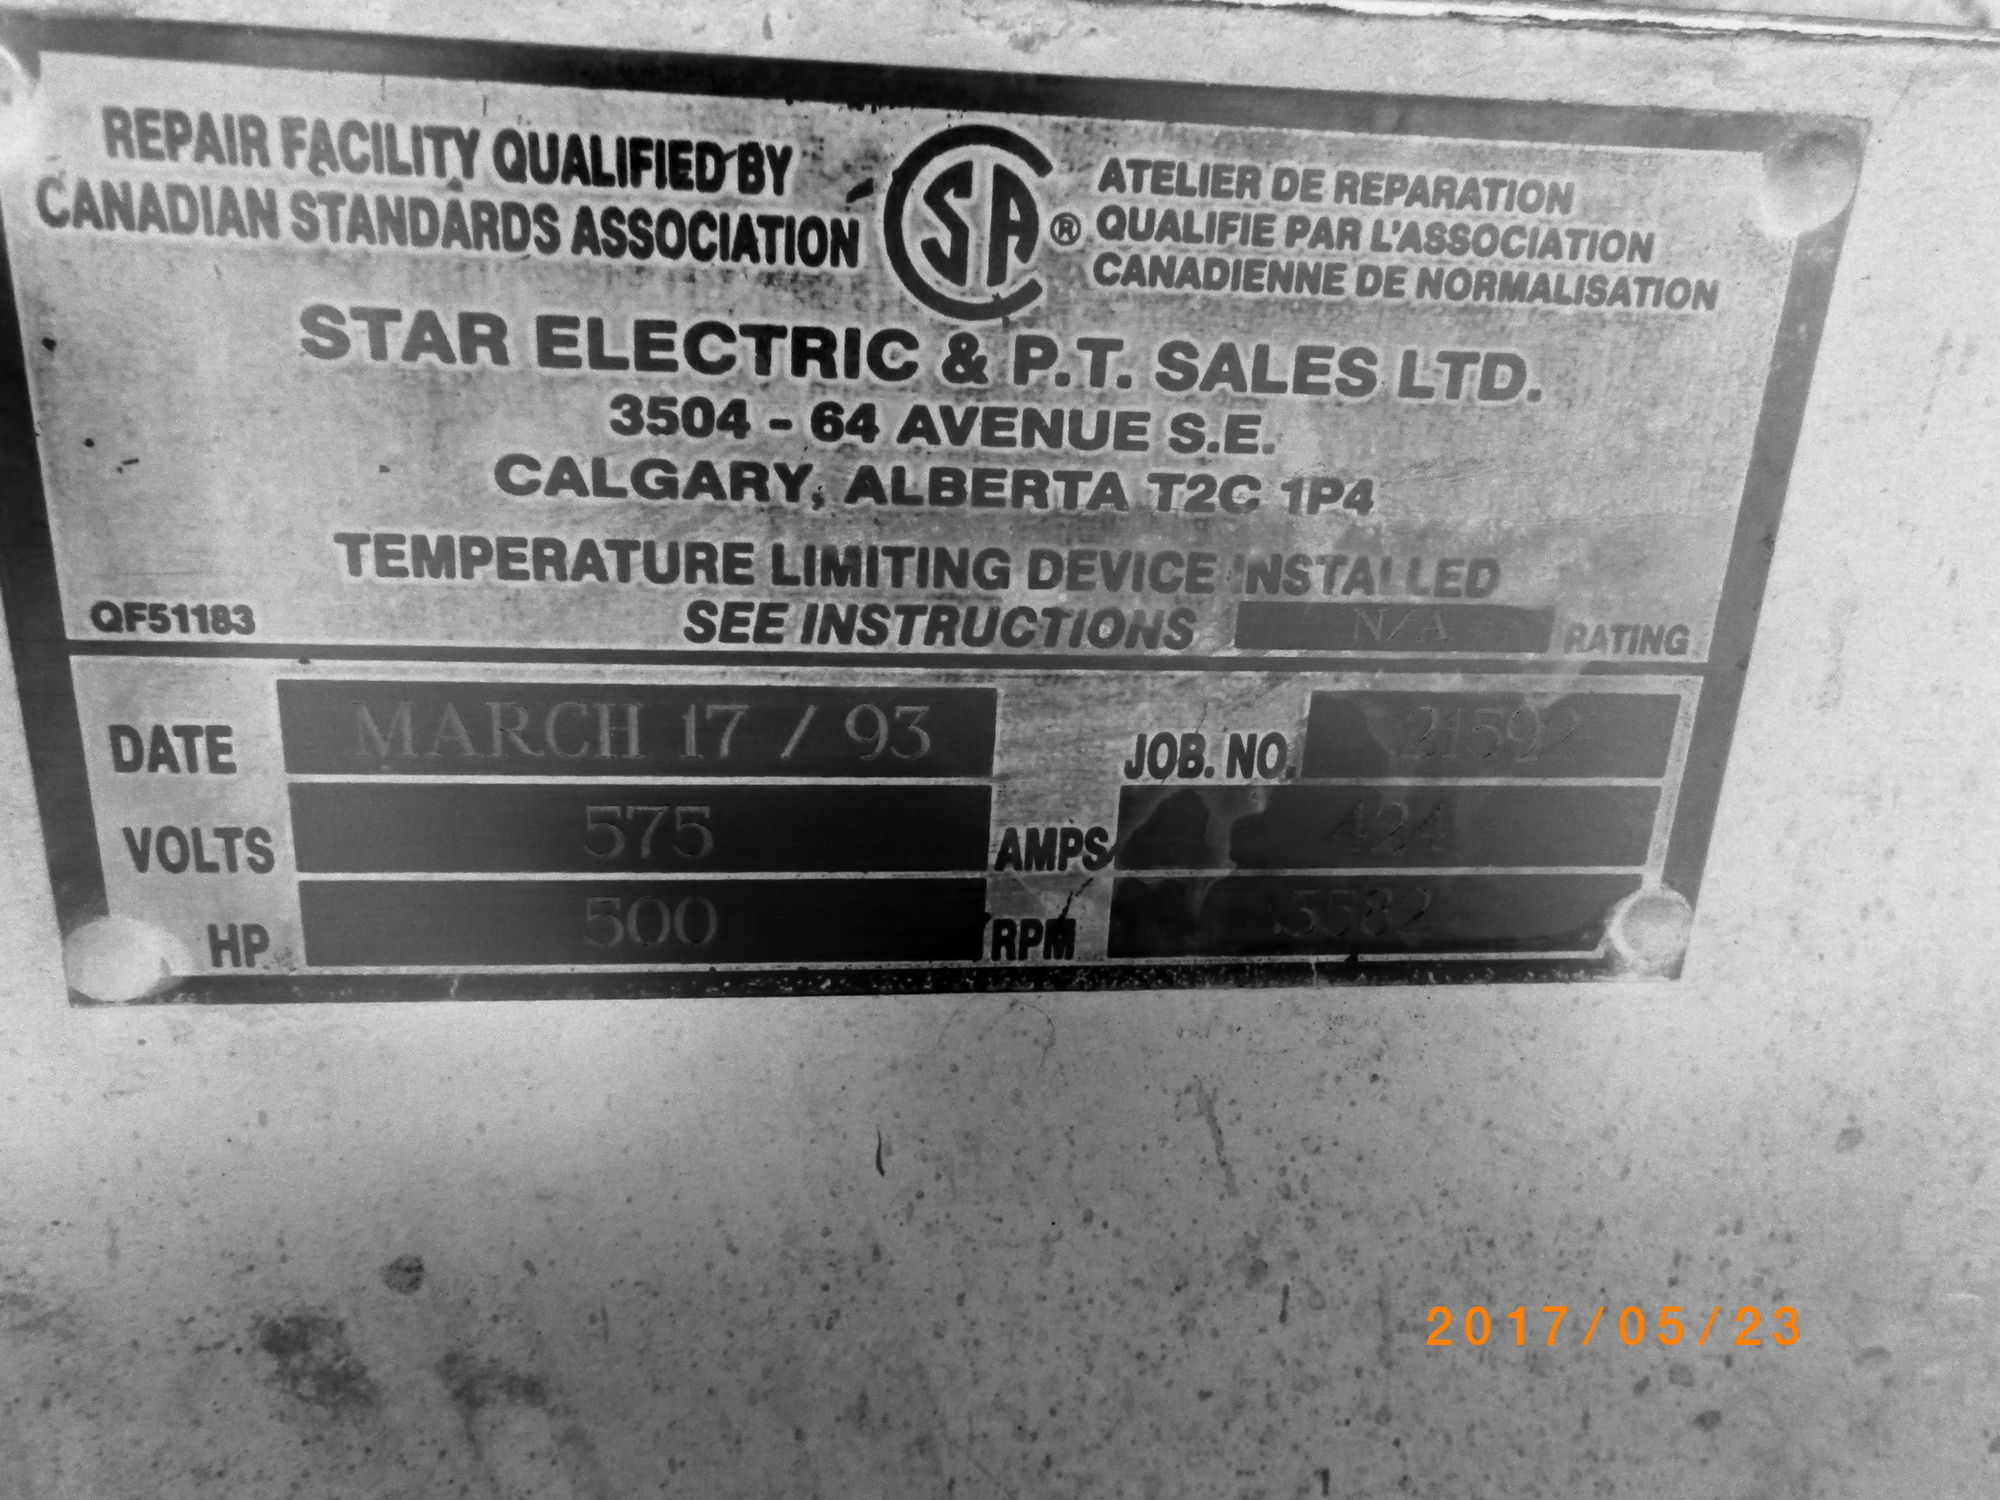 REPAIR FACILITY QUALIFIED BY
CANADIAN STANDARDS ASSOCIATION
CSA ®
ATELIER DE REPARATION
QUALIFIE PAR L'ASSOCIATION
CANADIENNE DE NORMALISATION
STAR ELECTRIC & P.T. SALES LTD.
3504 - 64 AVENUE S.E.
CALGARY, ALBERTA T2C 1P4
TEMPERATURE LIMITING DEVICE INSTALLED
QF51183 SEE INSTRUCTIONS N/A RATING
DATE MARCH 17 / 93 JOB. NO. 21592
VOLTS 575 AMPS 424
HP 500 RPM 3582
2017/05/23